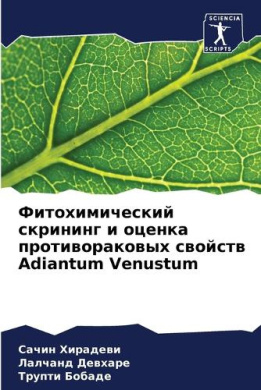 SCIENCIA
SCRIPTS
Фитохимический
скрининг и оценка
противораковых свойств
Adiantum Venustum
Сачин Хирадеви
Лалчанд Девхаре
Трупти Бобаде